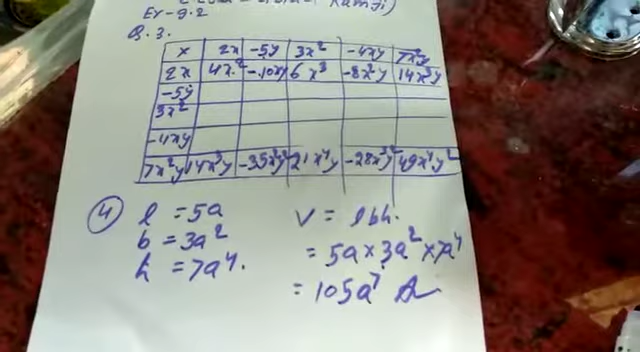 Ex-9.2
Q.3.
x 2x -5y 3x² -4xy 7x²y
2x 4x² -10xy 6x³ -8x²y 14x³y
-5y
3x²
-4xy
7x²y 14x³y -35x²y² 21x⁴y -28x³y² 49x⁴y²
④ l = 5a V = lbh.
b = 3a² = 5a×3a²×7a⁴
h = 7a⁴. = 105a⁷